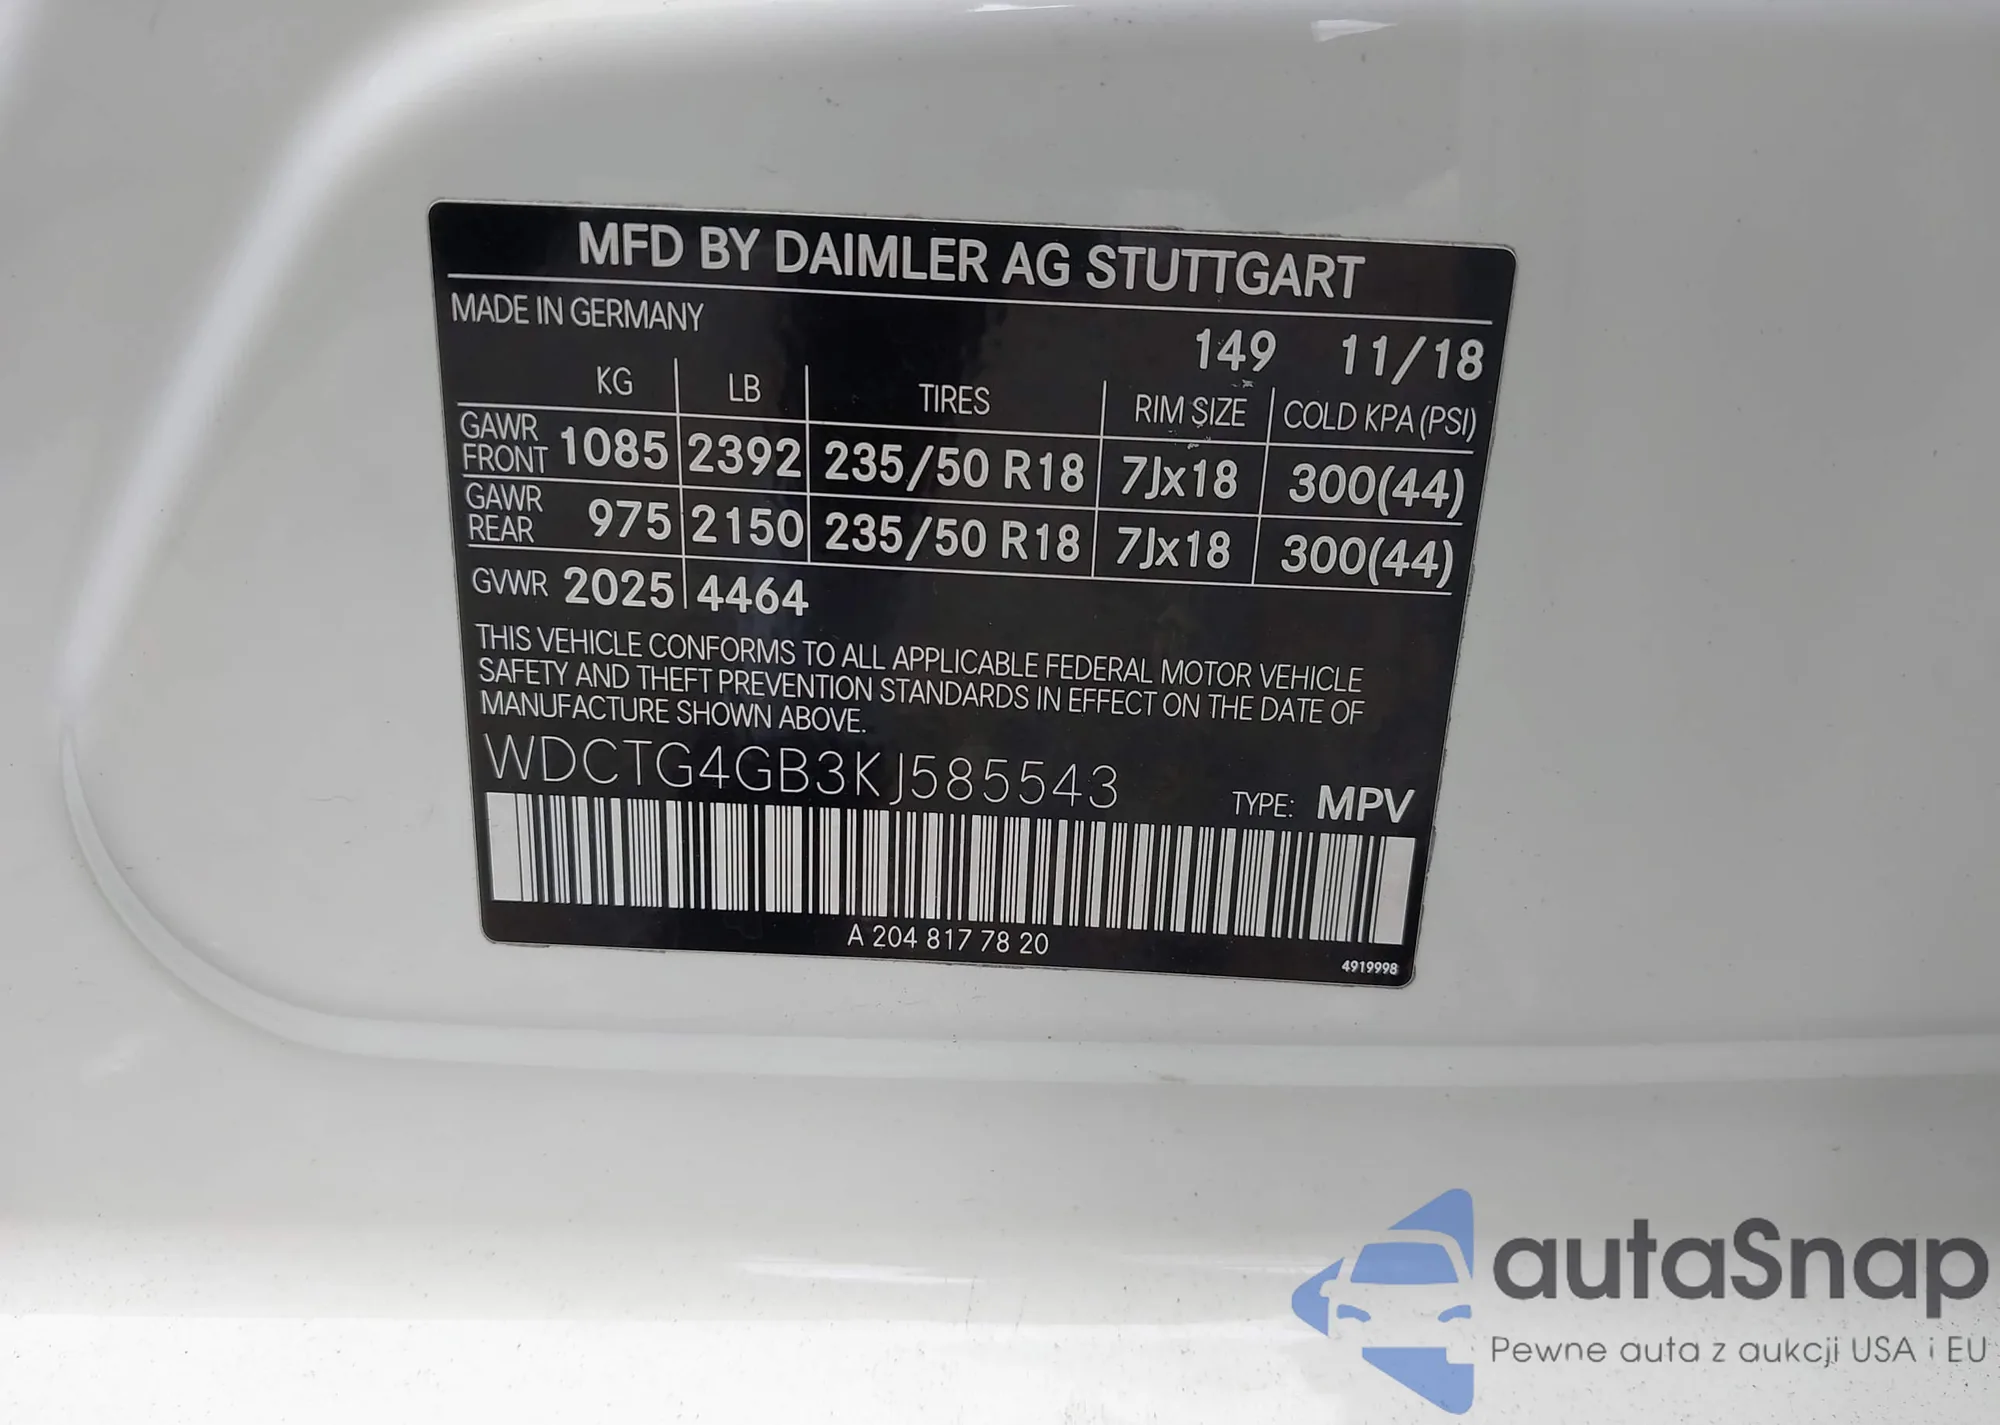 MFD BY DAIMLER AG STUTTGART
MADE IN GERMANY
149 11/18
KG LB TIRES RIM SIZE COLD KPA (PSI)
GAWR FRONT 1085 2392 235/50 R18 7Jx18 300(44)
GAWR REAR 975 2150 235/50 R18 7Jx18 300(44)
GVWR 2025 4464
THIS VEHICLE CONFORMS TO ALL APPLICABLE FEDERAL MOTOR VEHICLE
SAFETY AND THEFT PREVENTION STANDARDS IN EFFECT ON THE DATE OF
MANUFACTURE SHOWN ABOVE.
WDCTG4GB3KJ585543
TYPE: MPV
A 204 817 78 20
4919998
autaSnap
Pewne auta z aukcji USA i EU